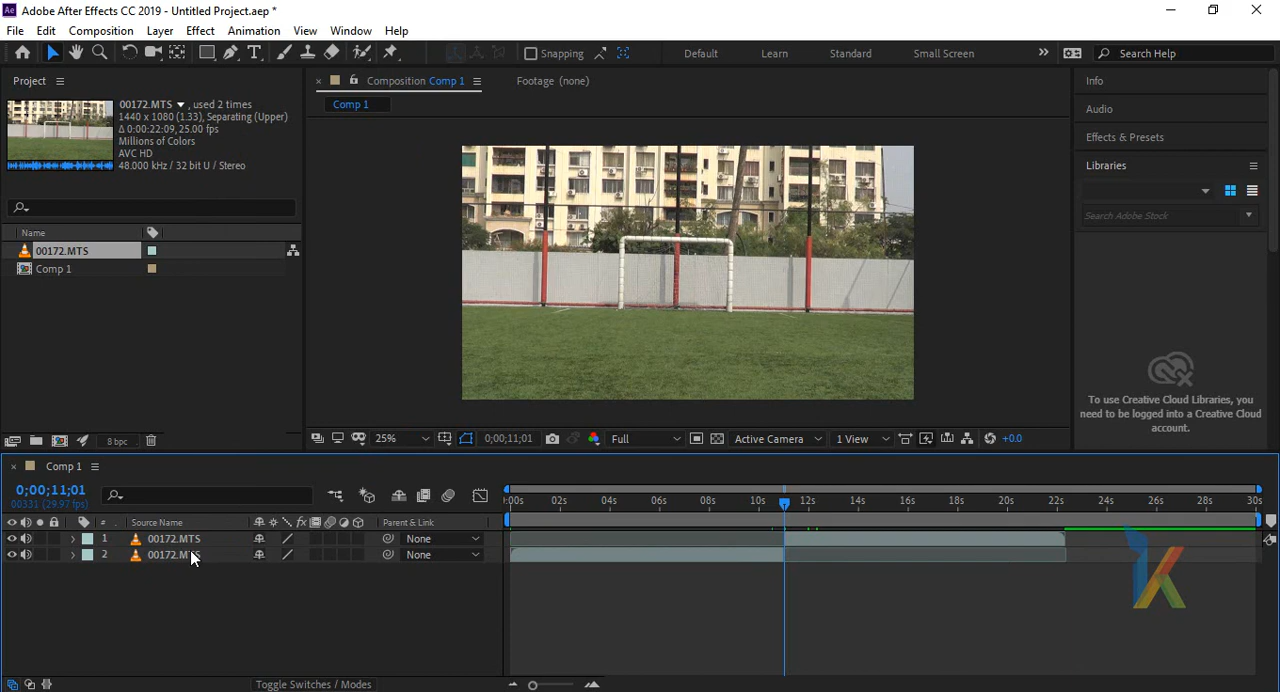 Adobe After Effects CC 2019 - Untitled Project.aep *
File Edit Composition Layer Effect Animation View Window Help
Snapping Default Learn Standard Small Screen Search Help
Project
00172.MTS , used 2 times
1440 x 1080 (1.33), Separating (Upper)
Δ 0:00:22:09, 25.00 fps
Millions of Colors
AVC HD
48.000 kHz / 32 bit U / Stereo
Name
00172.MTS
Comp 1
8 bpc
Composition Comp 1 Footage (none)
Comp 1
25% 0;00;11;01 Full Active Camera 1 View +0.0
Info
Audio
Effects & Presets
Libraries
Search Adobe Stock
To use Creative Cloud Libraries, you
need to be logged into a Creative Cloud
account.
Comp 1
0;00;11;01
00331 (29.97 fps)
:00s 02s 04s 06s 08s 10s 12s 14s 16s 18s 20s 22s 24s 26s 28s 30s
# Source Name fx Parent & Link
1 00172.MTS None
2 00172.MTS None
Toggle Switches / Modes